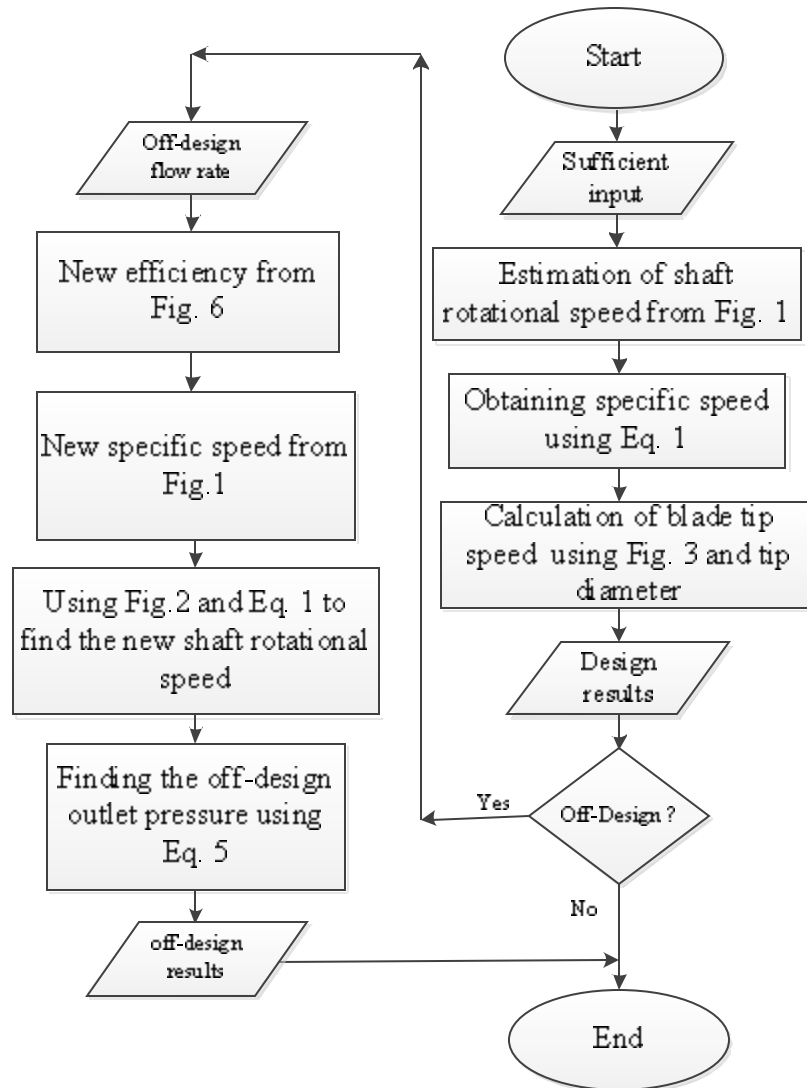 Start
Sufficient
input
Estimation of shaft
rotational speed from Fig. 1
Obtaining specific speed
using Eq. 1
Calculation of blade tip
speed using Fig. 3 and tip
diameter
Design
results
Off-Design ?
Yes
No
Off-design
flow rate
New efficiency from
Fig. 6
New specific speed from
Fig.1
Using Fig.2 and Eq. 1 to
find the new shaft rotational
speed
Finding the off-design
outlet pressure using
Eq. 5
off-design
results
End